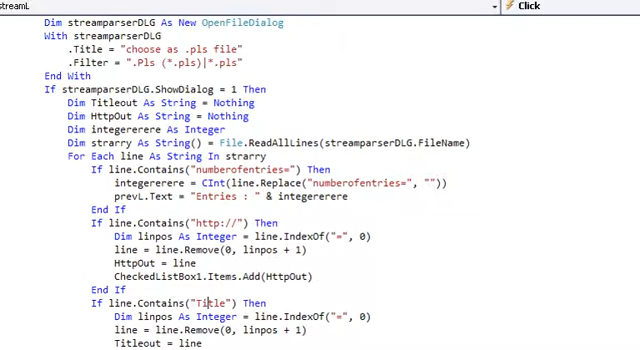 streamL
Click
Dim streamparserDLG As New OpenFileDialog
With streamparserDLG
.Title = "choose as .pls file"
.Filter = ".Pls (*.pls)|*.pls"
End With
If streamparserDLG.ShowDialog = 1 Then
Dim Titleout As String = Nothing
Dim HttpOut As String = Nothing
Dim integererere As Integer
Dim strarry As String() = File.ReadAllLines(streamparserDLG.FileName)
For Each line As String In strarry
If line.Contains("numberofentries=") Then
integererere = CInt(line.Replace("numberofentries=", ""))
prevL.Text = "Entries : " & integererere
End If
If line.Contains("http://") Then
Dim linpos As Integer = line.IndexOf("=", 0)
line = line.Remove(0, linpos + 1)
HttpOut = line
CheckedListBox1.Items.Add(HttpOut)
End If
If line.Contains("Title") Then
Dim linpos As Integer = line.IndexOf("=", 0)
line = line.Remove(0, linpos + 1)
Titleout = line